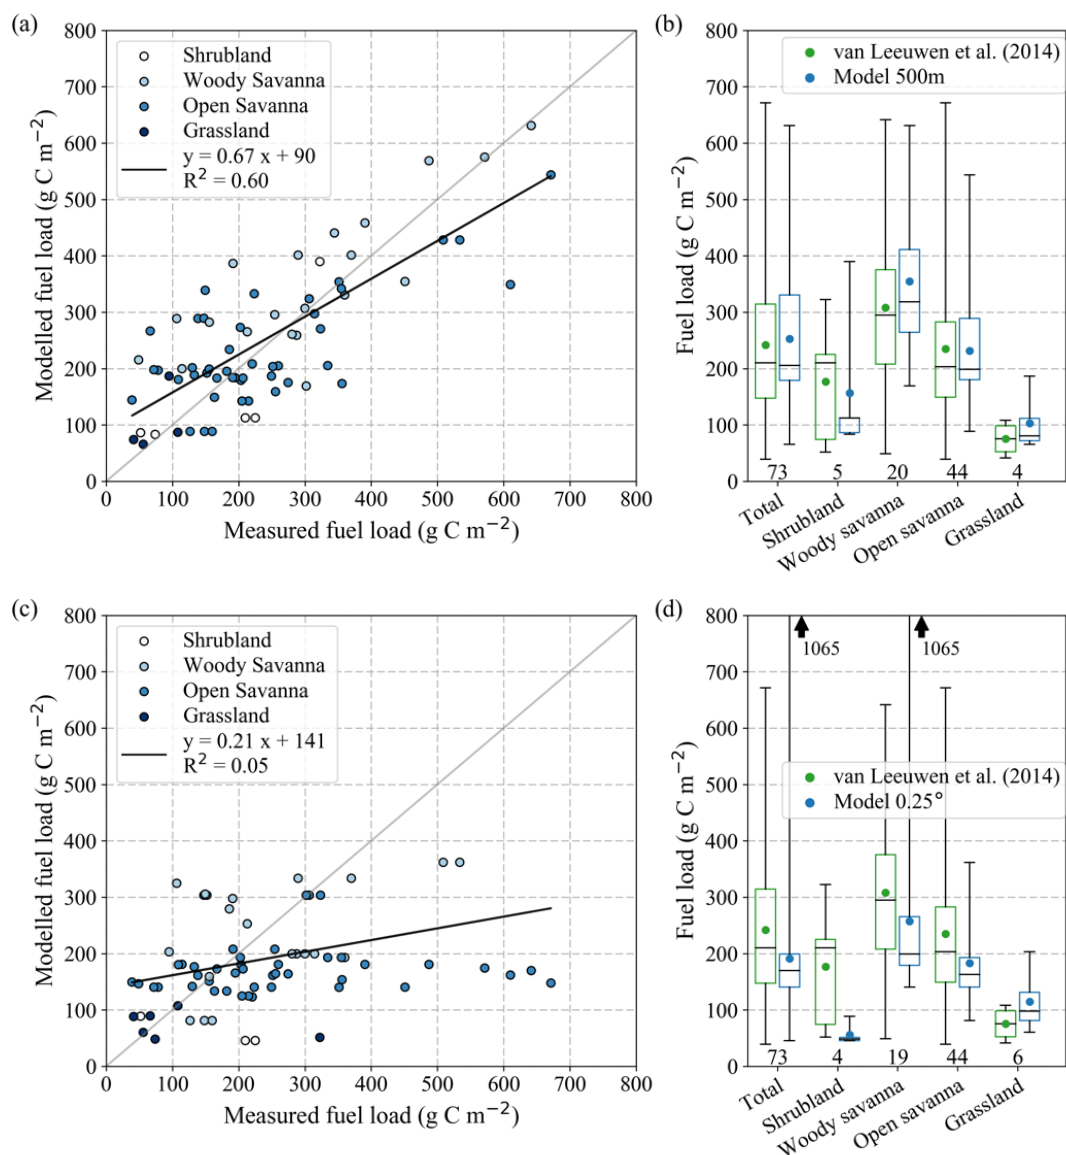 (a)
800
700
600
500
400
300
200
100
0
Modelled fuel load (g C m⁻²)
Shrubland
Woody Savanna
Open Savanna
Grassland
y = 0.67 x + 90
R² = 0.60
0 100 200 300 400 500 600 700 800
Measured fuel load (g C m⁻²)
(b)
800
700
600
500
400
300
200
100
0
Fuel load (g C m⁻²)
van Leeuwen et al. (2014)
Model 500m
73 5 20 44 4
Total
Shrubland
Woody savanna
Open savanna
Grassland
(c)
800
700
600
500
400
300
200
100
0
Modelled fuel load (g C m⁻²)
Shrubland
Woody Savanna
Open Savanna
Grassland
y = 0.21 x + 141
R² = 0.05
0 100 200 300 400 500 600 700 800
Measured fuel load (g C m⁻²)
(d)
800
700
600
500
400
300
200
100
0
Fuel load (g C m⁻²)
1065 1065
van Leeuwen et al. (2014)
Model 0.25°
73 4 19 44 6
Total
Shrubland
Woody savanna
Open savanna
Grassland